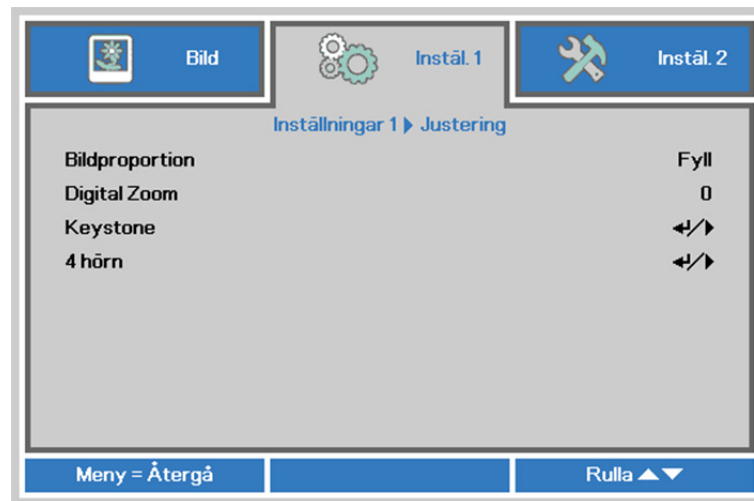 Bild
Instäl. 1
Instäl. 2
Inställningar 1 ▶ Justering
Bildproportion Fyll
Digital Zoom 0
Keystone ↵/▶
4 hörn ↵/▶
Meny = Återgå
Rulla ▲▼